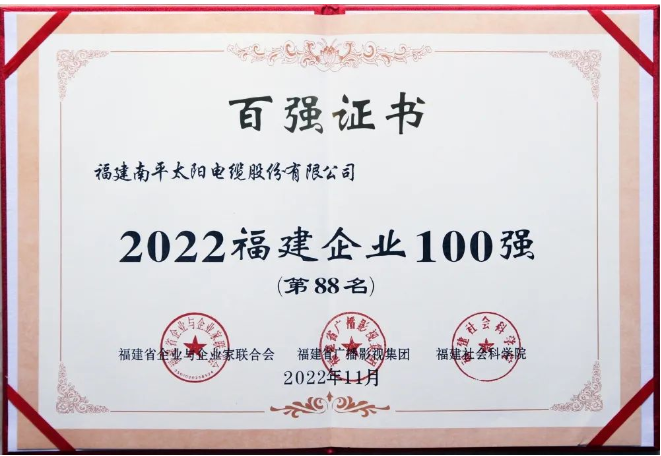 百强证书
福建南平太阳电缆股份有限公司
2022福建企业100强
(第88名)
福建省企业与企业家联合会 福建省广播影视集团 福建社会科学院
2022年11月